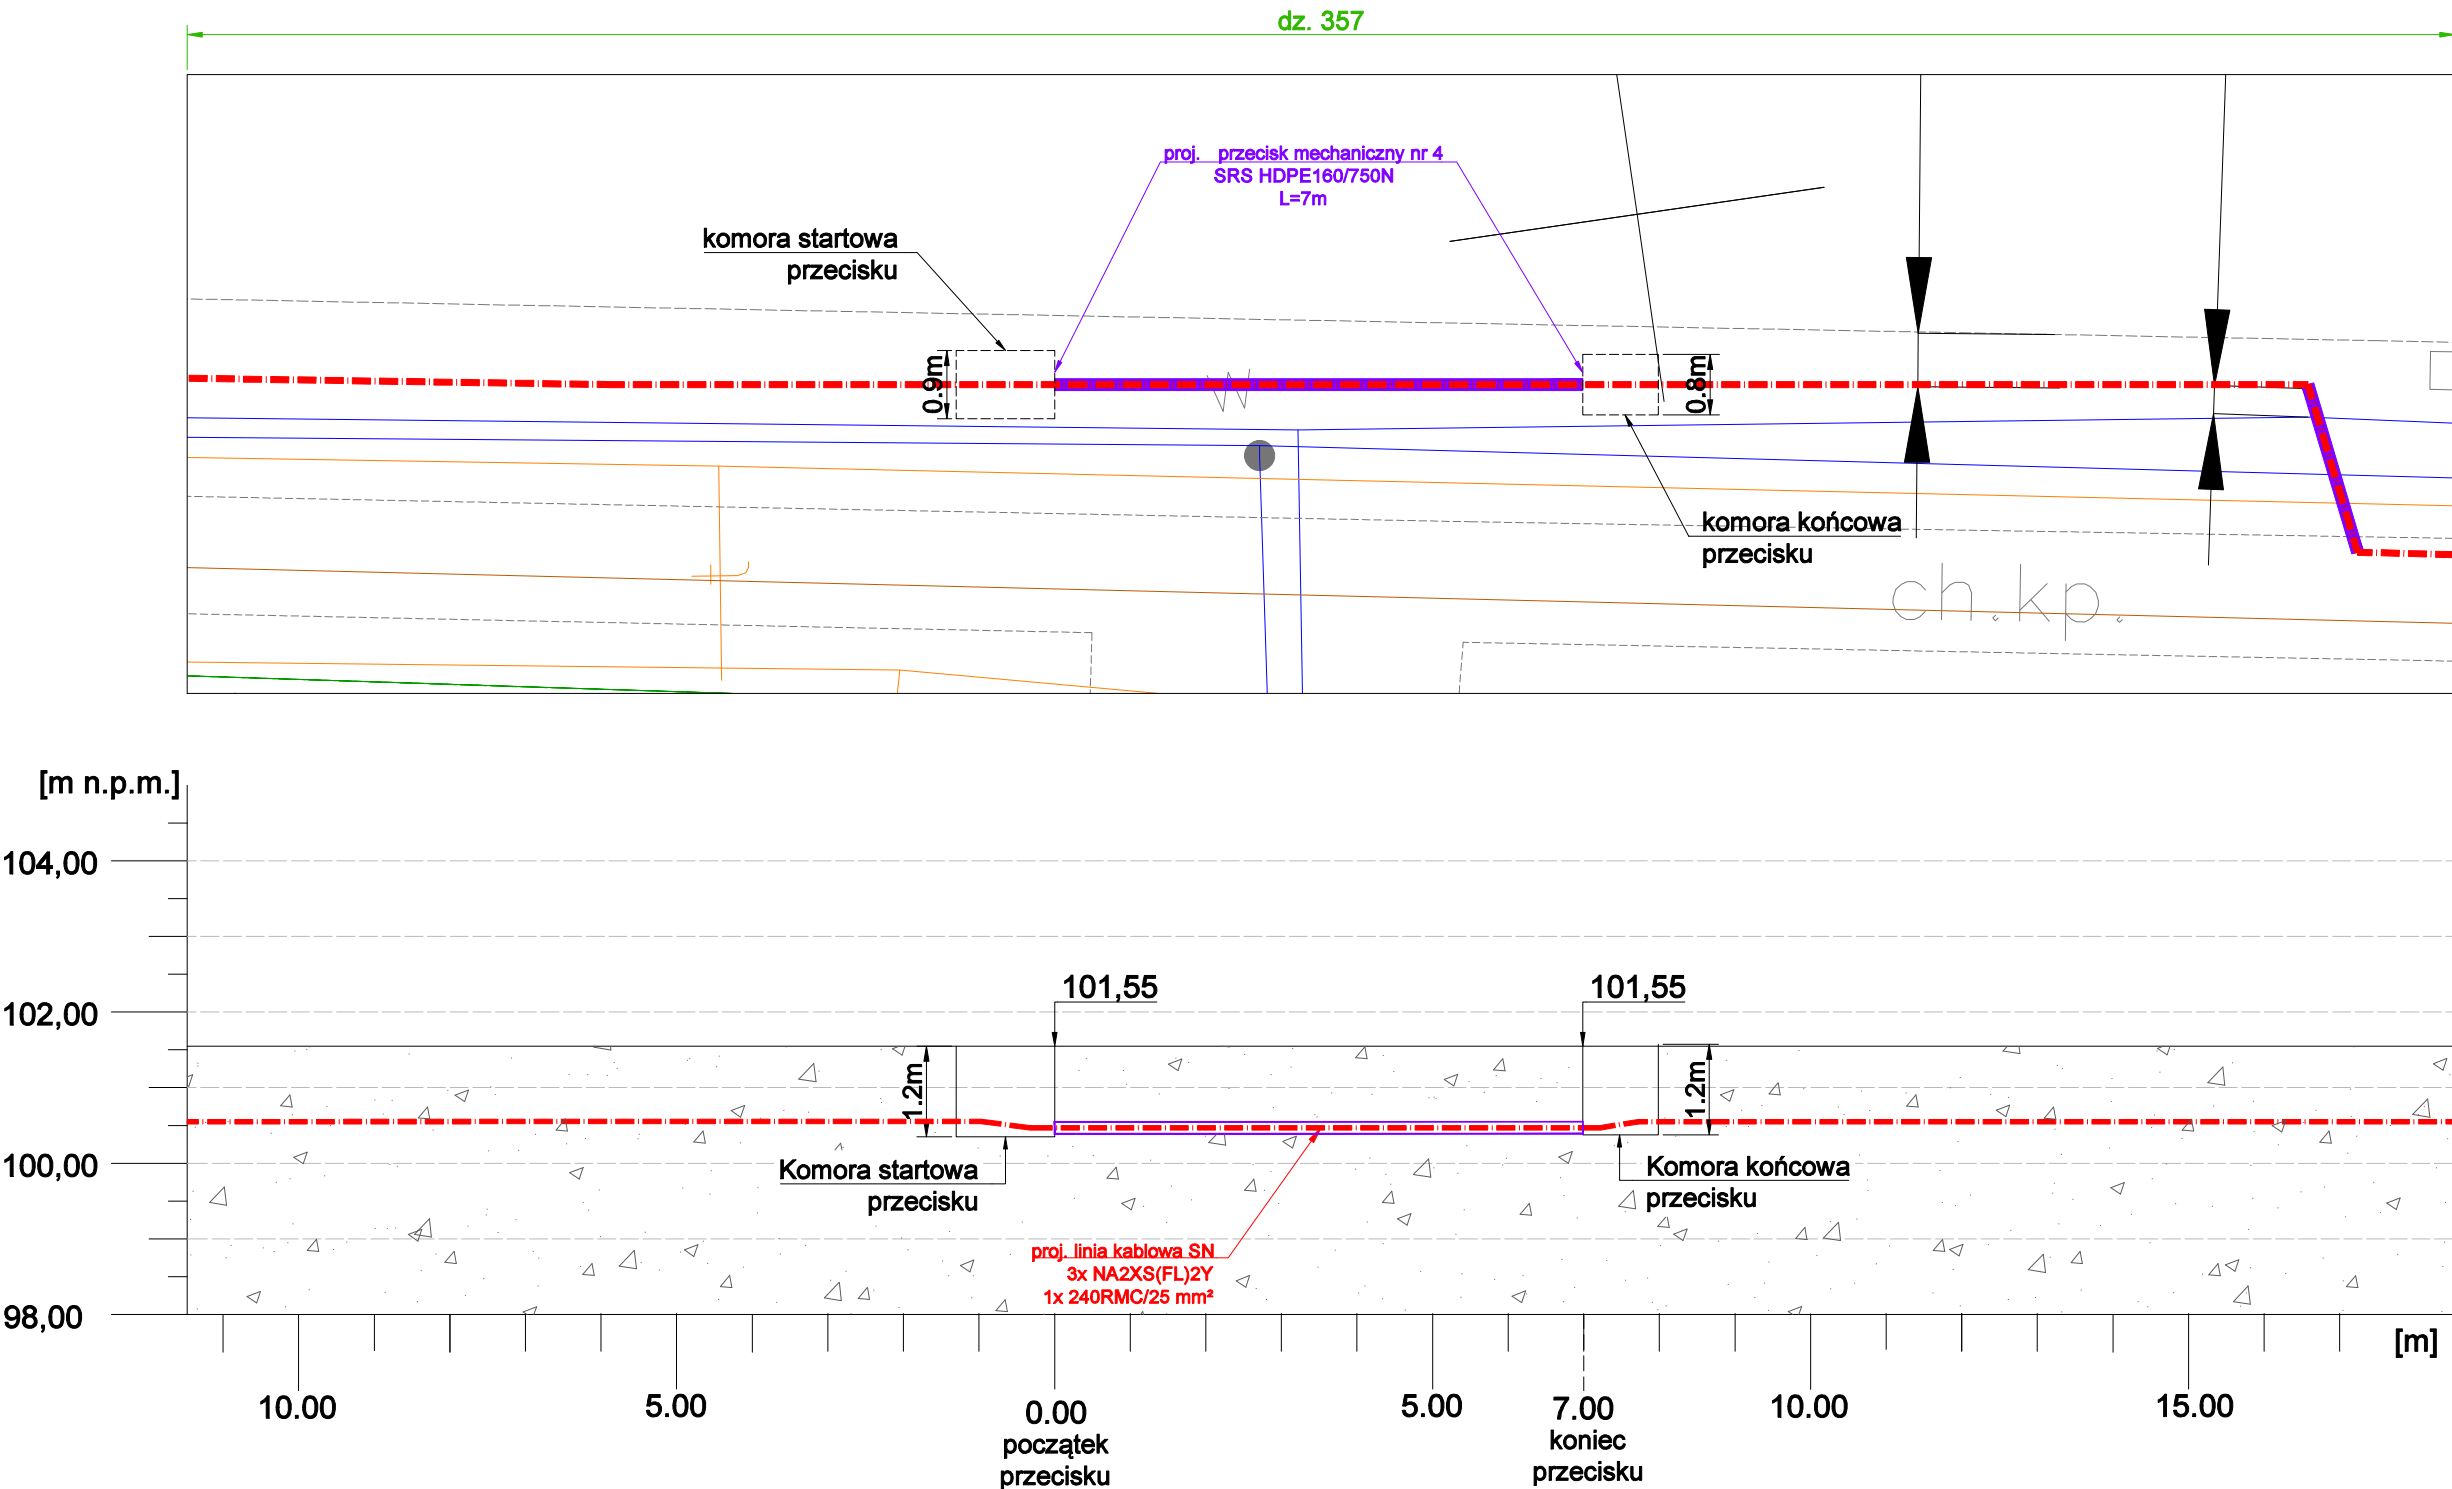 dz. 357
proj. przecisk mechaniczny nr 4
SRS HDPE160/750N
L=7m
komora startowa
przecisku
0.9m
w
0.8m
komora końcowa
przecisku
t
ch.kp.
[m n.p.m.]
104,00
102,00
101,55
101,55
1.2m
1.2m
100,00
Komora startowa
przecisku
Komora końcowa
przecisku
proj. linia kablowa SN
3x NA2XS(FL)2Y
1x 240RMC/25 mm²
98,00
[m]
10.00
5.00
0.00
5.00
7.00
10.00
15.00
początek
przecisku
koniec
przecisku